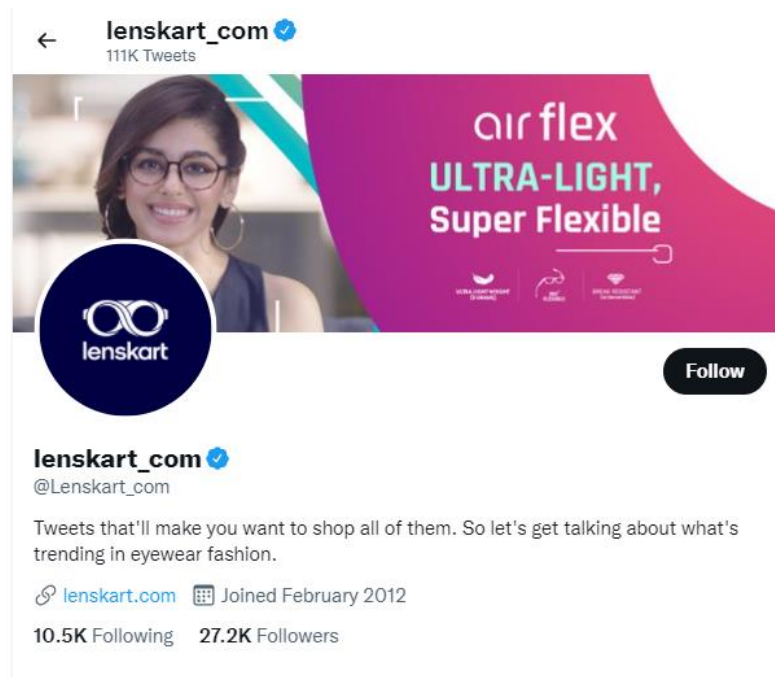 lenskart_com
111K Tweets
air flex
ULTRA-LIGHT,
Super Flexible
lenskart
Follow
lenskart_com
@Lenskart_com
Tweets that'll make you want to shop all of them. So let's get talking about what's
trending in eyewear fashion.
lenskart.com Joined February 2012
10.5K Following 27.2K Followers